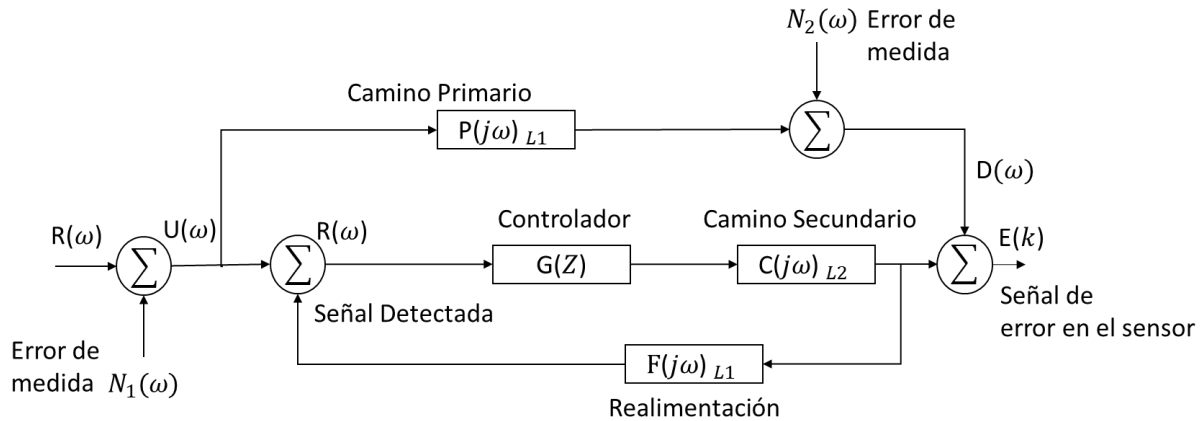 N₂(ω) Error de
medida
Camino Primario
P(jω) L1
∑
D(ω)
R(ω)
∑
U(ω)
∑
R(ω)
Controlador
G(Z)
Camino Secundario
C(jω) L2
∑
E(k)
Señal de
error en el sensor
Señal Detectada
Error de
medida N₁(ω)
F(jω) L1
Realimentación